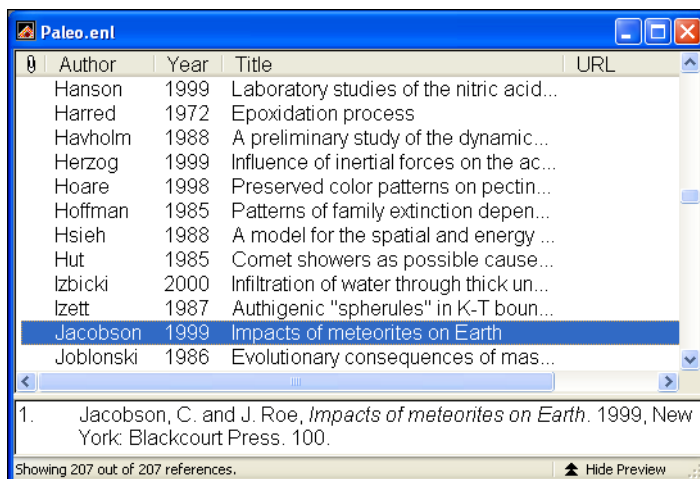 Paleo.enl
Author Year Title URL
Hanson 1999 Laboratory studies of the nitric acid...
Harred 1972 Epoxidation process
Havholm 1988 A preliminary study of the dynamic...
Herzog 1999 Influence of inertial forces on the ac...
Hoare 1998 Preserved color patterns on pectin...
Hoffman 1985 Patterns of family extinction depen...
Hsieh 1988 A model for the spatial and energy ...
Hut 1985 Comet showers as possible cause...
Izbicki 2000 Infiltration of water through thick un...
Izett 1987 Authigenic "spherules" in K-T boun...
Jacobson 1999 Impacts of meteorites on Earth
Joblonski 1986 Evolutionary consequences of mas...
1. Jacobson, C. and J. Roe, Impacts of meteorites on Earth. 1999, New
York: Blackcourt Press. 100.
Showing 207 out of 207 references. Hide Preview